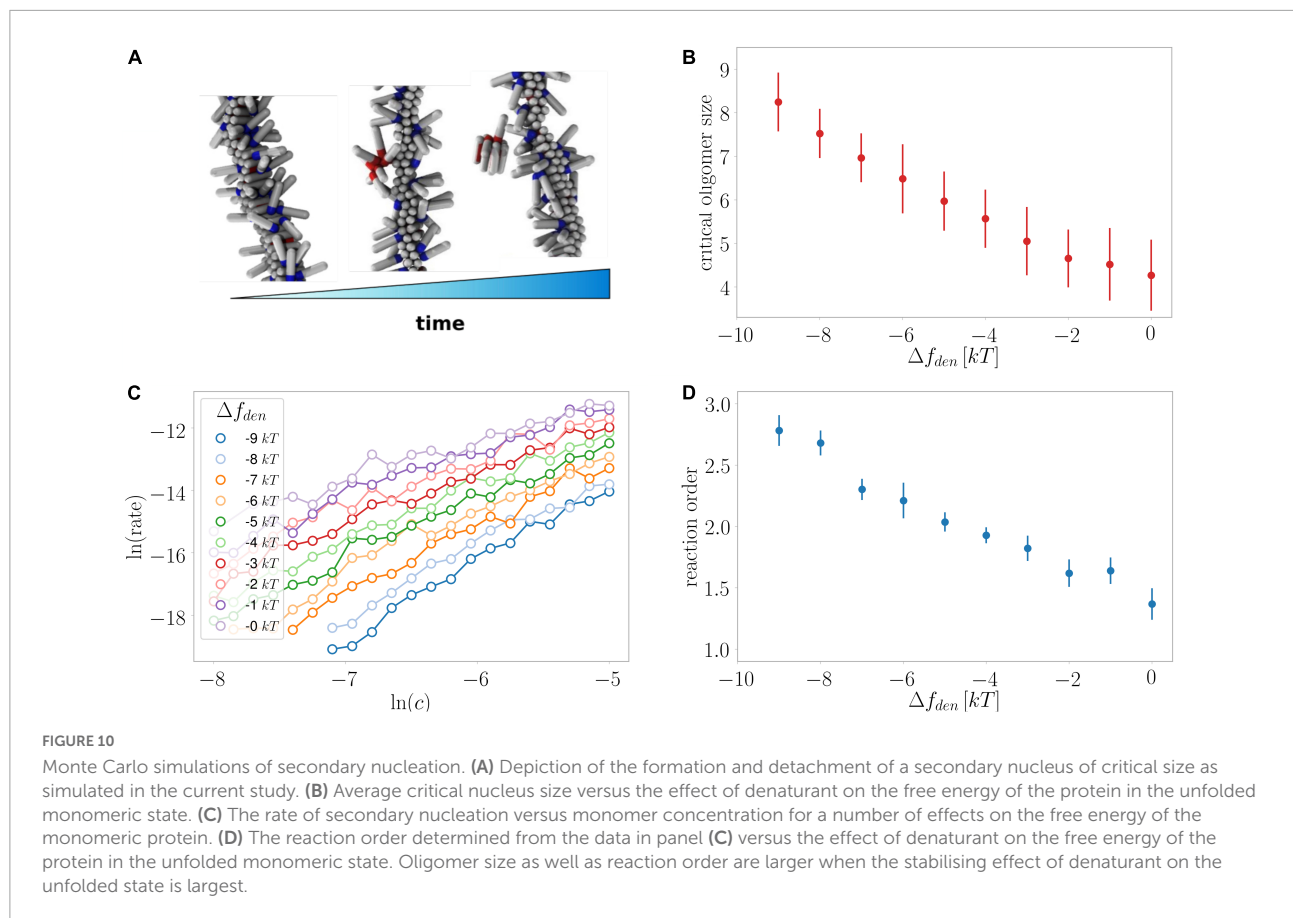 A
time
B
9
8
7
6
5
4
critical oligomer size
−10
−8
−6
−4
−2
0
Δf_den [kT]
C
Δf_den
-9 kT
-8 kT
-7 kT
-6 kT
-5 kT
-4 kT
-3 kT
-2 kT
-1 kT
-0 kT
−12
−14
−16
−18
ln(rate)
−8
−7
−6
−5
ln(c)
D
3.0
2.5
2.0
1.5
1.0
reaction order
−10
−8
−6
−4
−2
0
Δf_den [kT]
FIGURE 10
Monte Carlo simulations of secondary nucleation. (A) Depiction of the formation and detachment of a secondary nucleus of critical size as
simulated in the current study. (B) Average critical nucleus size versus the effect of denaturant on the free energy of the protein in the unfolded
monomeric state. (C) The rate of secondary nucleation versus monomer concentration for a number of effects on the free energy of the
monomeric protein. (D) The reaction order determined from the data in panel (C) versus the effect of denaturant on the free energy of the
protein in the unfolded monomeric state. Oligomer size as well as reaction order are larger when the stabilising effect of denaturant on the
unfolded state is largest.